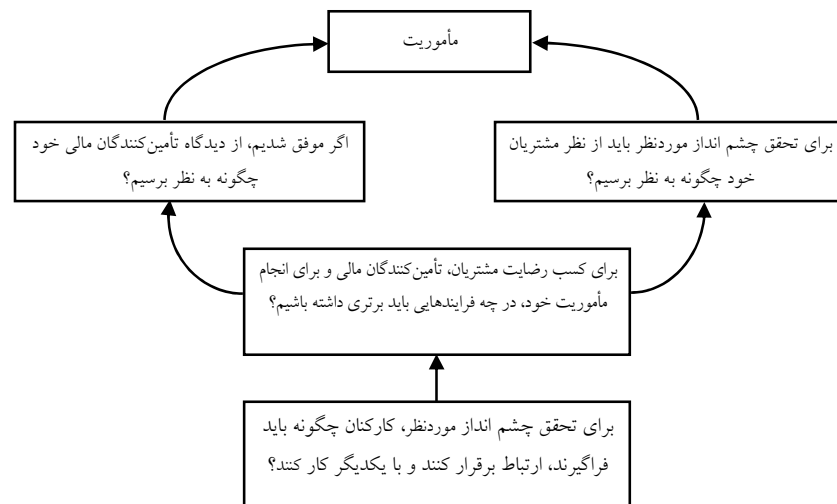 مأموریت
برای تحقق چشم انداز موردنظر باید از نظر مشتریان
خود چگونه به نظر برسیم؟
اگر موفق شدیم، از دیدگاه تأمین‌کنندگان مالی خود
چگونه به نظر برسیم؟
برای کسب رضایت مشتریان، تأمین‌کنندگان مالی و برای انجام
مأموریت خود، در چه فرایندهایی باید برتری داشته باشیم؟
برای تحقق چشم انداز موردنظر، کارکنان چگونه باید
فراگیرند، ارتباط برقرار کنند و با یکدیگر کار کنند؟